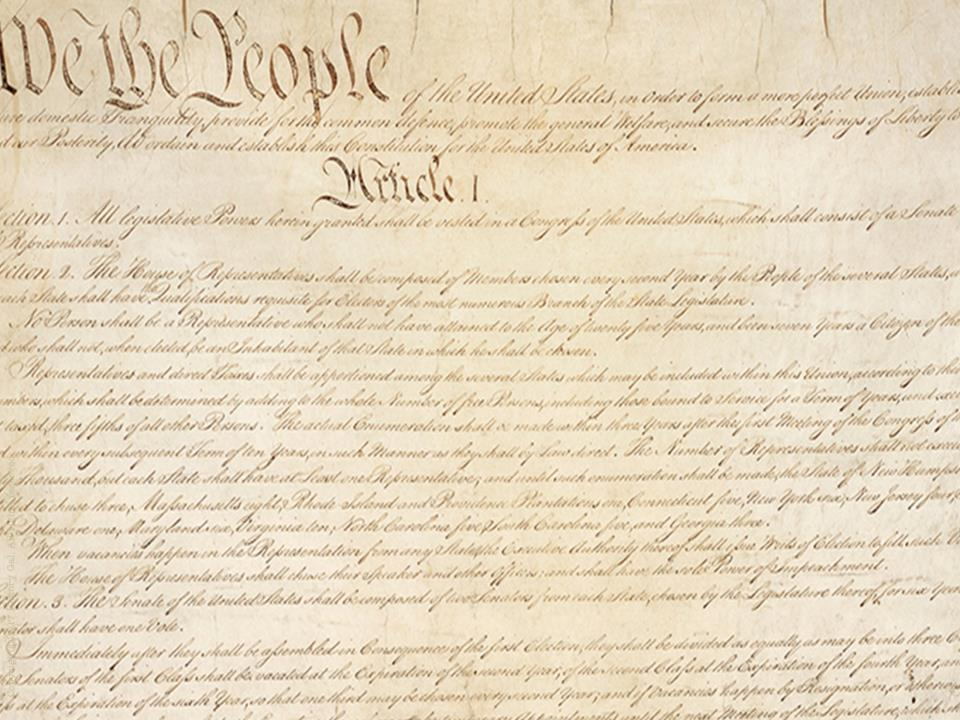 We the People of the United States, in Order to form a more perfect Union, establis
ure domestic Tranquility, provide for the common defence, promote the general Welfare, and secure the Blessings of Liberty to
d our Posterity, do ordain and establish this Constitution for the United States of America.
Article. I.
ection. 1. All legislative Powers herein granted shall be vested in a Congress of the United States, which shall consist of a Senate
Representatives.
ection. 2. The House of Representatives shall be composed of Members chosen every second Year by the People of the several States,
each State shall have the Qualifications requisite for Electors of the most numerous Branch of the State Legislature.
No Person shall be a Representative who shall not have attained to the Age of twenty five Years, and been seven Years a Citizen of the
who shall not, when elected, be an Inhabitant of that State in which he shall be chosen.
Representatives and direct Taxes shall be apportioned among the several States which may be included within this Union, according to their
mbers, which shall be determined by adding to the whole Number of free Persons, including those bound to Service for a Term of Years, and
taxed, three fifths of all other Persons. The actual Enumeration shall be made within three Years after the first Meeting of the Congress of
within every subsequent Term of ten Years, in such Manner as they shall by Law direct. The Number of Representatives shall not exceed
ty Thousand, but each State shall have at Least one Representative; and until such enumeration shall be made, the State of New Hampsh
itled to chuse three, Massachusetts eight, Rhode Island and Providence Plantations one, Connecticut five, New York six, New Jersey four,
Delaware one, Maryland six, Virginia ten, North Carolina five, South Carolina five, and Georgia three.
When vacancies happen in the Representation from any State, the Executive Authority thereof shall issue Writs of Election to fill such
The House of Representatives shall chuse their Speaker and other Officers; and shall have the sole Power of Impeachment.
ction. 3. The Senate of the United States shall be composed of two Senators from each State, chosen by the Legislature thereof, for six Years
nator shall have one Vote.
Immediately after they shall be assembled in Consequence of the first Election, they shall be divided as equally as may be into three
Senators of the first Class shall be vacated at the Expiration of the second Year, of the second Class at the Expiration of the fourth Year, an
at the Expiration of the sixth Year, so that one third may be chosen every second Year; and if Vacancies happen by Resignation, or otherwise
Appointments until the next Meeting of the Legislature, which